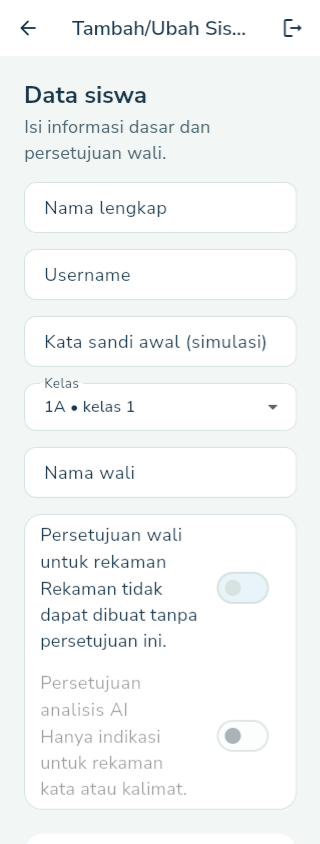 Tambah/Ubah Sis...
Data siswa
Isi informasi dasar dan
persetujuan wali.
Nama lengkap
Username
Kata sandi awal (simulasi)
Kelas
1A • kelas 1
Nama wali
Persetujuan wali
untuk rekaman
Rekaman tidak
dapat dibuat tanpa
persetujuan ini.
Persetujuan
analisis AI
Hanya indikasi
untuk rekaman
kata atau kalimat.